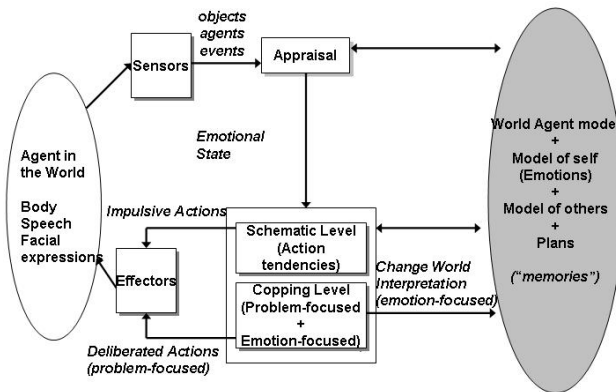 objects
agents
events
Sensors
Appraisal
Emotional
State
Agent in
the World
Body
Speech
Facial
expressions
Impulsive Actions
Effectors
Deliberated Actions
(problem-focused)
Schematic Level
(Action
tendencies)
Copping Level
(Problem-focused
+
Emotion-focused)
Change World
Interpretation
(emotion-focused)
World Agent mode
+
Model of self
(Emotions)
+
Model of others
+
Plans
("memories")